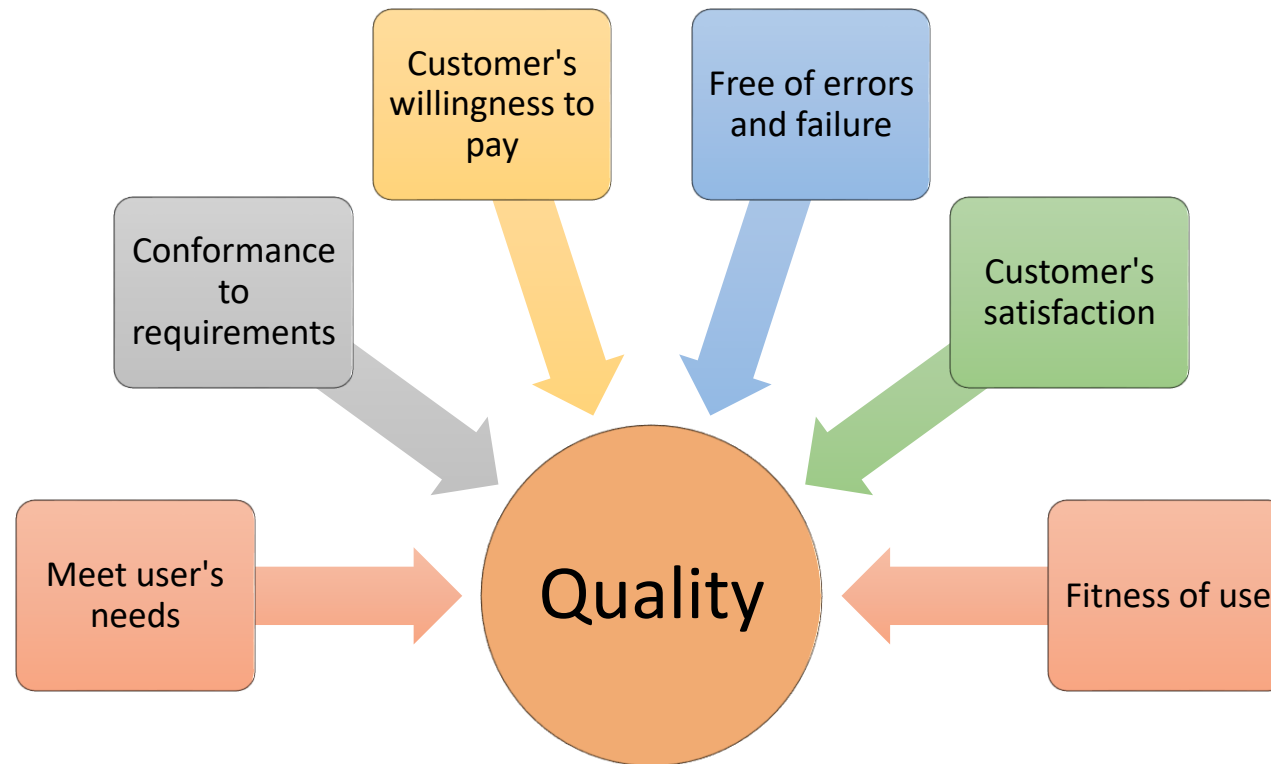 Customer's
willingness to
pay
Free of errors
and failure
Conformance
to
requirements
Customer's
satisfaction
Meet user's
needs
Quality
Fitness of use